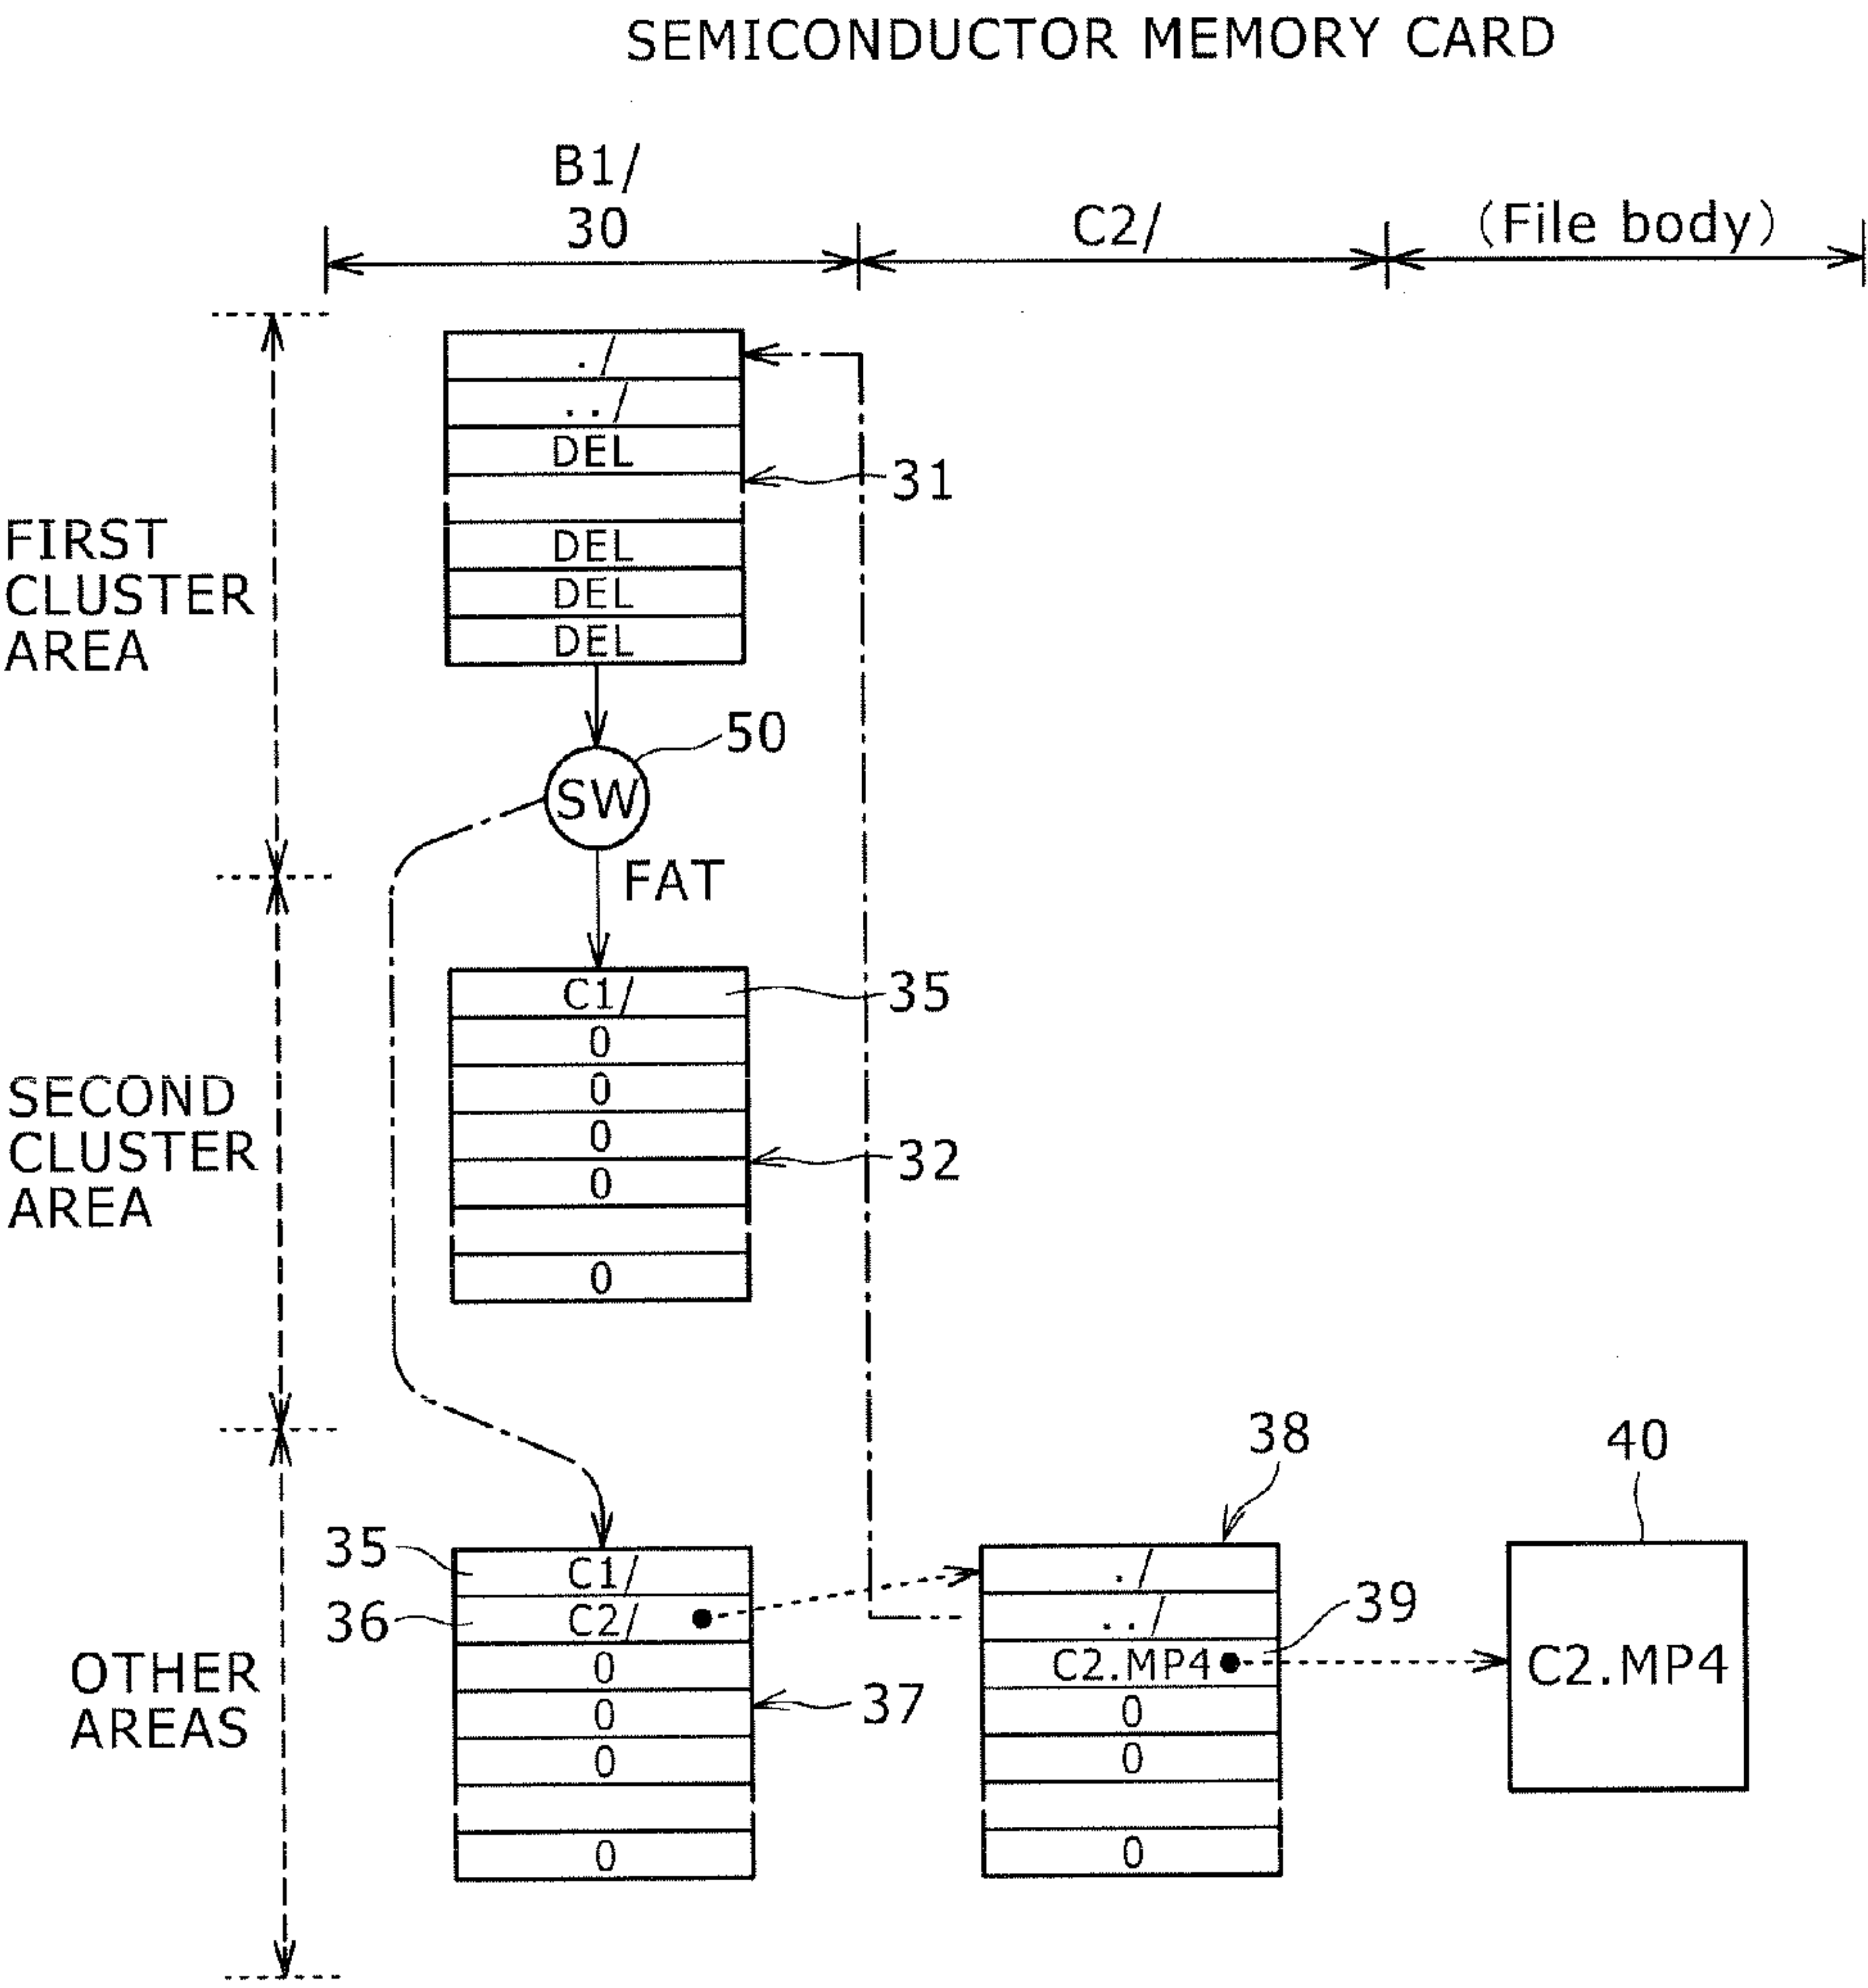 SEMICONDUCTOR MEMORY CARD
B1/
30
C2/
(File body)
./
../
DEL
31
DEL
DEL
DEL
FIRST
CLUSTER
AREA
50
SW
FAT
C1/
35
0
0
0
0
32
0
SECOND
CLUSTER
AREA
38
40
35
C1/
36
C2/
0
0
37
0
0
./
../
39
C2.MP4
0
0
0
C2.MP4
OTHER
AREAS